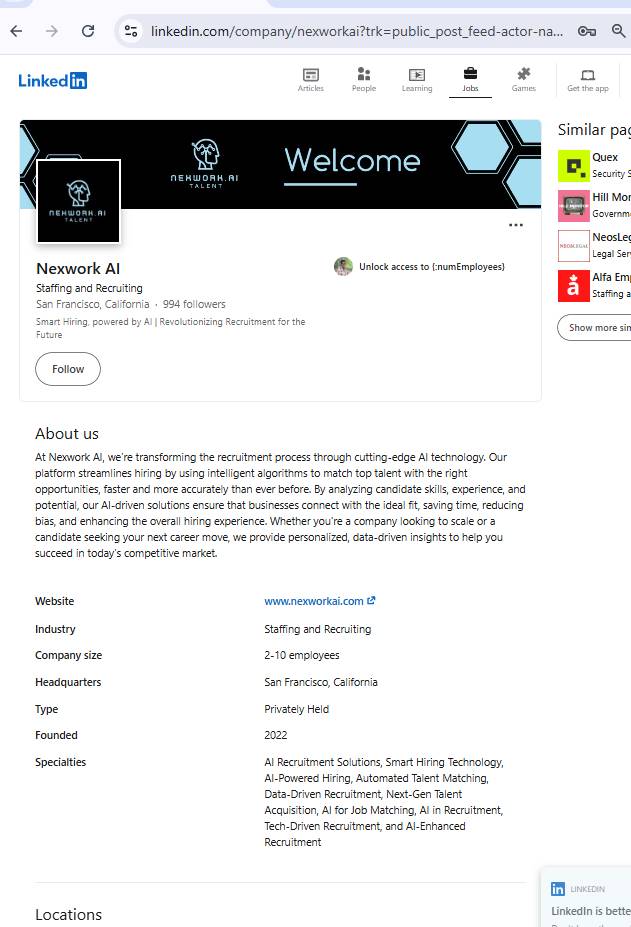 linkedin.com/company/nexworkai?trk=public_post_feed-actor-na...
Linked in
Articles
People
Learning
Jobs
Games
Get the app
NEXWORK.AI
TALENT
Welcome
NEXWORK.AI
TALENT
Nexwork AI
Staffing and Recruiting
San Francisco, California · 994 followers
Smart Hiring, powered by AI | Revolutionizing Recruitment for the
Future
Unlock access to {:numEmployees}
Follow
Similar pag
Quex
Security S
Hill Mor
Governme
NEOSLEGAL
NeosLeg
Legal Serv
Alfa Emp
Staffing a
Show more sim
About us
At Nexwork AI, we're transforming the recruitment process through cutting-edge AI technology. Our
platform streamlines hiring by using intelligent algorithms to match top talent with the right
opportunities, faster and more accurately than ever before. By analyzing candidate skills, experience, and
potential, our AI-driven solutions ensure that businesses connect with the ideal fit, saving time, reducing
bias, and enhancing the overall hiring experience. Whether you're a company looking to scale or a
candidate seeking your next career move, we provide personalized, data-driven insights to help you
succeed in today's competitive market.
Website
www.nexworkai.com
Industry
Staffing and Recruiting
Company size
2-10 employees
Headquarters
San Francisco, California
Type
Privately Held
Founded
2022
Specialties
AI Recruitment Solutions, Smart Hiring Technology,
AI-Powered Hiring, Automated Talent Matching,
Data-Driven Recruitment, Next-Gen Talent
Acquisition, AI for Job Matching, AI in Recruitment,
Tech-Driven Recruitment, and AI-Enhanced
Recruitment
Locations
in LINKEDIN
LinkedIn is bette